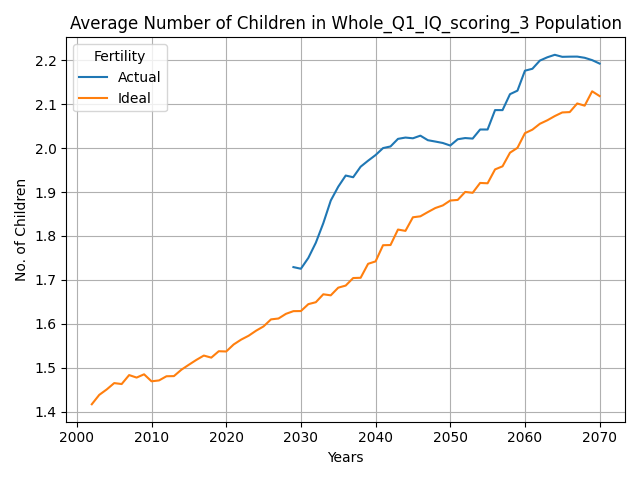 Average Number of Children in Whole_Q1_IQ_scoring_3 Population
Fertility
Actual
Ideal
No. of Children
2.2
2.1
2.0
1.9
1.8
1.7
1.6
1.5
1.4
2000 2010 2020 2030 2040 2050 2060 2070
Years